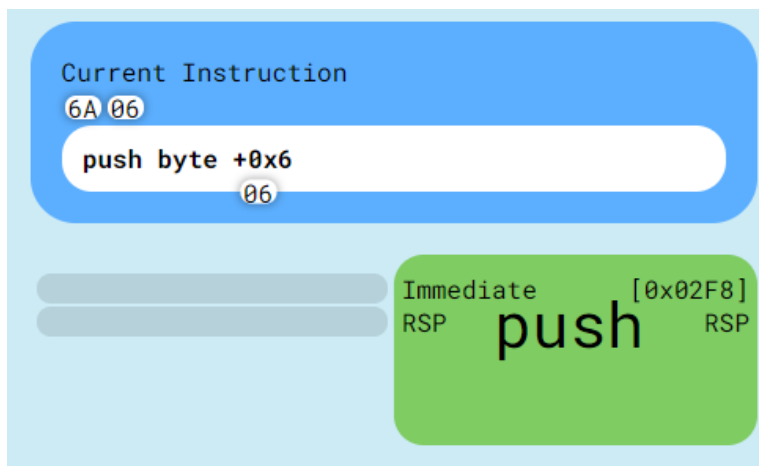 Current Instruction
6A 06
push byte +0x6
06
Immediate [0x02F8]
RSP push RSP